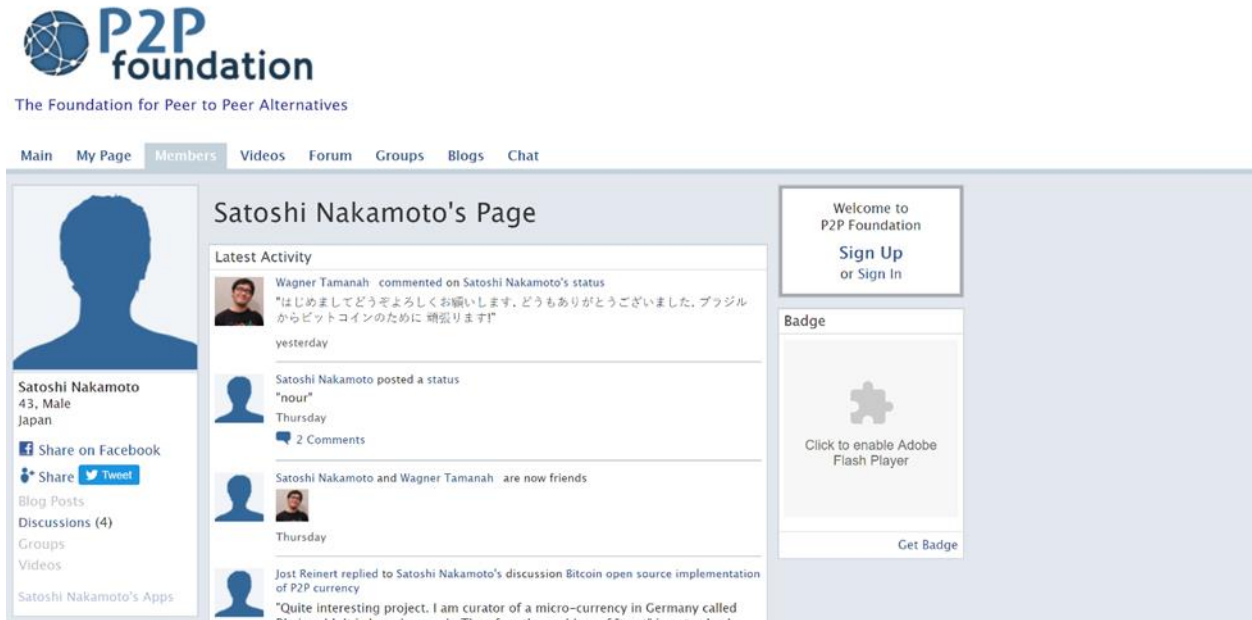 P2P
foundation
The Foundation for Peer to Peer Alternatives
Main My Page Members Videos Forum Groups Blogs Chat
Satoshi Nakamoto
43, Male
Japan
Share on Facebook
Share Tweet
Blog Posts
Discussions (4)
Groups
Videos
Satoshi Nakamoto's Apps
Satoshi Nakamoto's Page
Latest Activity
Wagner Tamanah commented on Satoshi Nakamoto's status
"はじめましてどうぞよろしくお願いします. どうもありがとうございました. ブラジル
からビットコインのために 頑張ります!"
yesterday
Satoshi Nakamoto posted a status
"nour"
Thursday
2 Comments
Satoshi Nakamoto and Wagner Tamanah are now friends
Thursday
Jost Reinert replied to Satoshi Nakamoto's discussion Bitcoin open source implementation
of P2P currency
"Quite interesting project. I am curator of a micro-currency in Germany called
Welcome to
P2P Foundation
Sign Up
or Sign In
Badge
Click to enable Adobe
Flash Player
Get Badge